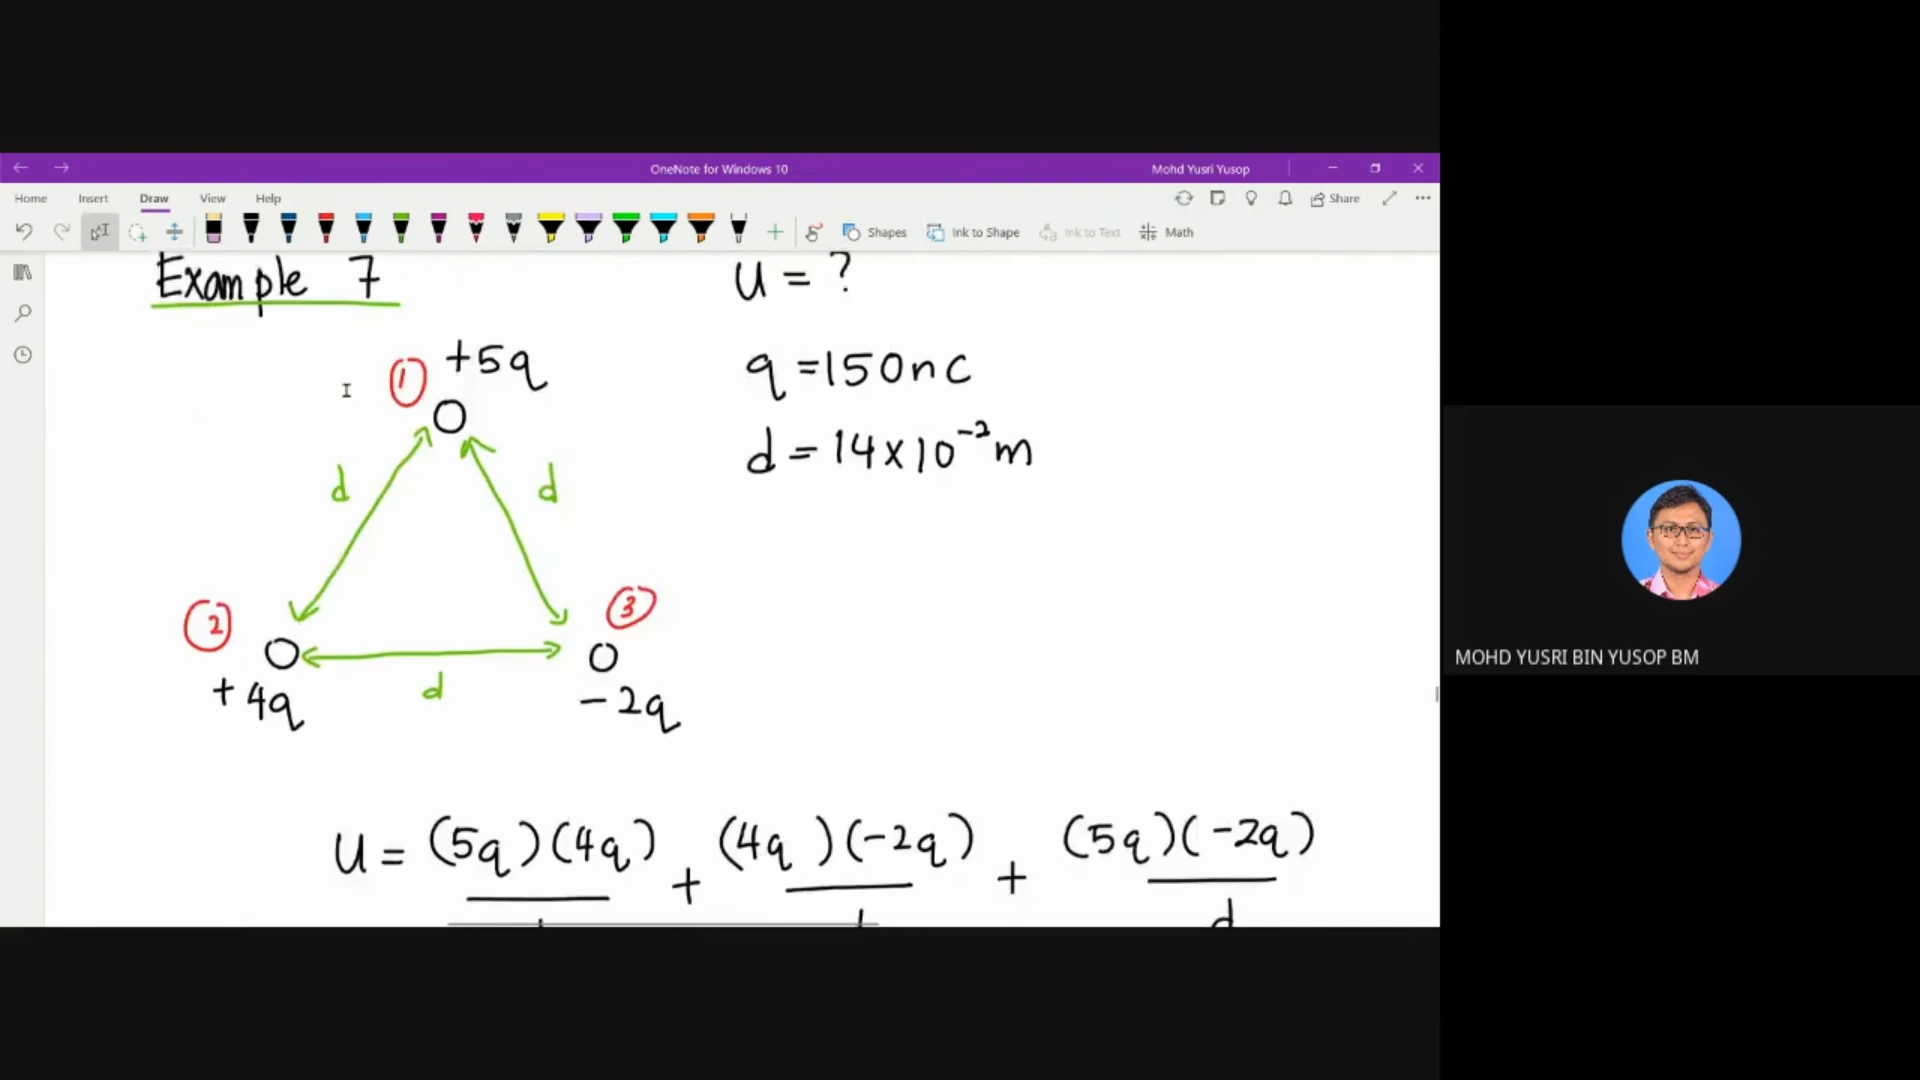 OneNote for Windows 10
Mohd Yusri Yusop
Home Insert Draw View Help
Share
Shapes Ink to Shape Ink to Text Math
Example 7
U = ?
① +5q
q = 150nC
d = 14 x 10⁻² m
d d
② ③
+4q d -2q
U = (5q)(4q) + (4q)(-2q) + (5q)(-2q)
d
MOHD YUSRI BIN YUSOP BM